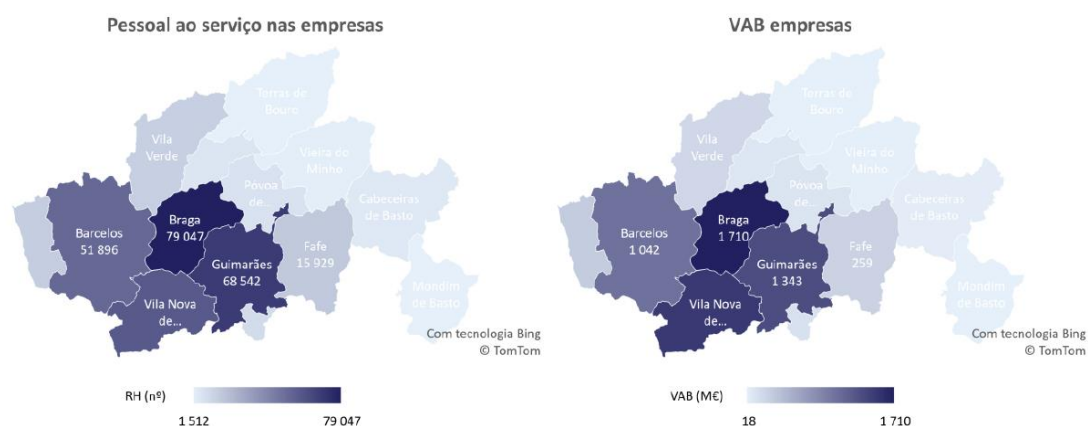 Pessoal ao serviço nas empresas
Terras de
Bouro
Vila
Verde
Vieira do
Minho
Póvoa
de...
Cabeceiras
de Basto
Braga
79 047
Barcelos
51 896
Fafe
15 929
Guimarães
68 542
Mondim
de Basto
Vila Nova
de...
Com tecnologia Bing
© TomTom
RH (nº)
1 512
79 047
VAB empresas
Terras de
Bouro
Vila
Verde
Vieira do
Minho
Póvoa
de...
Cabeceiras
de Basto
Braga
1 710
Barcelos
1 042
Fafe
259
Guimarães
1 343
Mondim
de Basto
Vila Nova
de...
Com tecnologia Bing
© TomTom
VAB (M€)
18
1 710